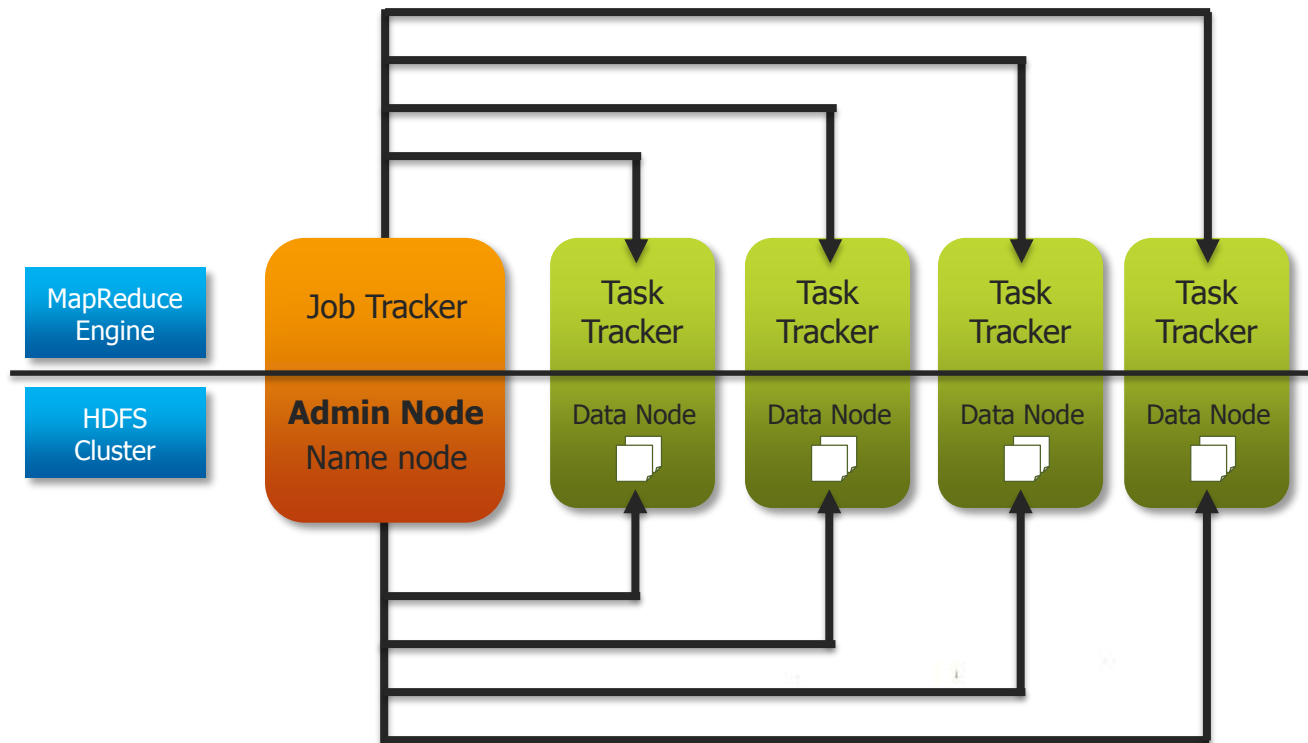 MapReduce
Engine
Job Tracker
Task
Tracker
Task
Tracker
Task
Tracker
Task
Tracker
HDFS
Cluster
Admin Node
Name node
Data Node
Data Node
Data Node
Data Node